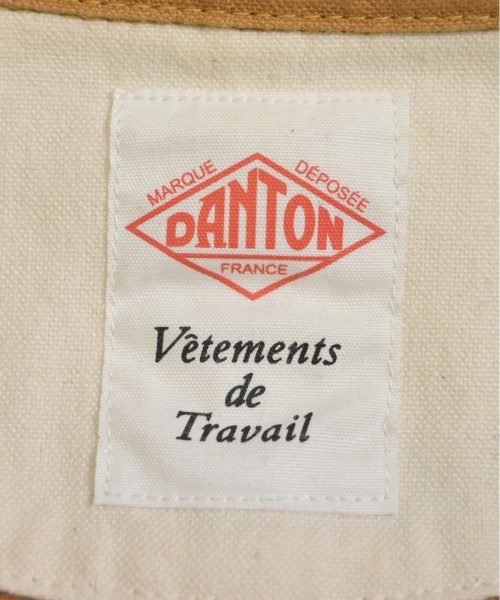 MARQUE DÉPOSÉE
DANTON
FRANCE
Vêtements
de
Travail